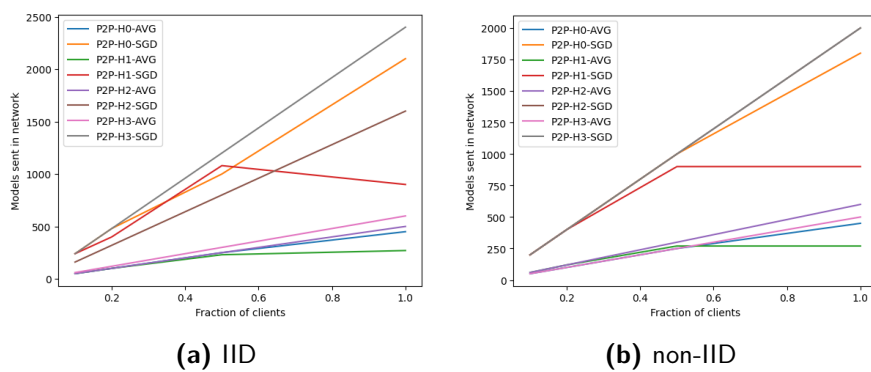 2500
2000
1500
1000
500
0
Models sent in network
P2P-H0-AVG
P2P-H0-SGD
P2P-H1-AVG
P2P-H1-SGD
P2P-H2-AVG
P2P-H2-SGD
P2P-H3-AVG
P2P-H3-SGD
0.2 0.4 0.6 0.8 1.0
Fraction of clients
(a) IID
2000
1750
1500
1250
1000
750
500
250
0
Models sent in network
P2P-H0-AVG
P2P-H0-SGD
P2P-H1-AVG
P2P-H1-SGD
P2P-H2-AVG
P2P-H2-SGD
P2P-H3-AVG
P2P-H3-SGD
0.2 0.4 0.6 0.8 1.0
Fraction of clients
(b) non-IID